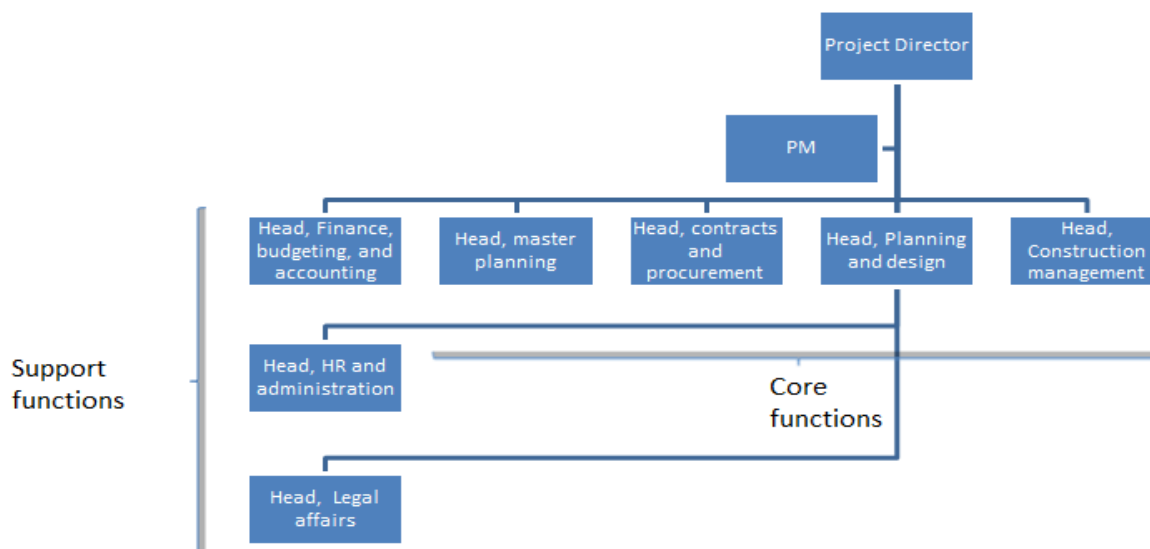 Project Director
PM
Head, Finance,
budgeting, and
accounting
Head, master
planning
Head, contracts
and
procurement
Head, Planning
and design
Head,
Construction
management
Support
functions
Head, HR and
administration
Core
functions
Head, Legal
affairs